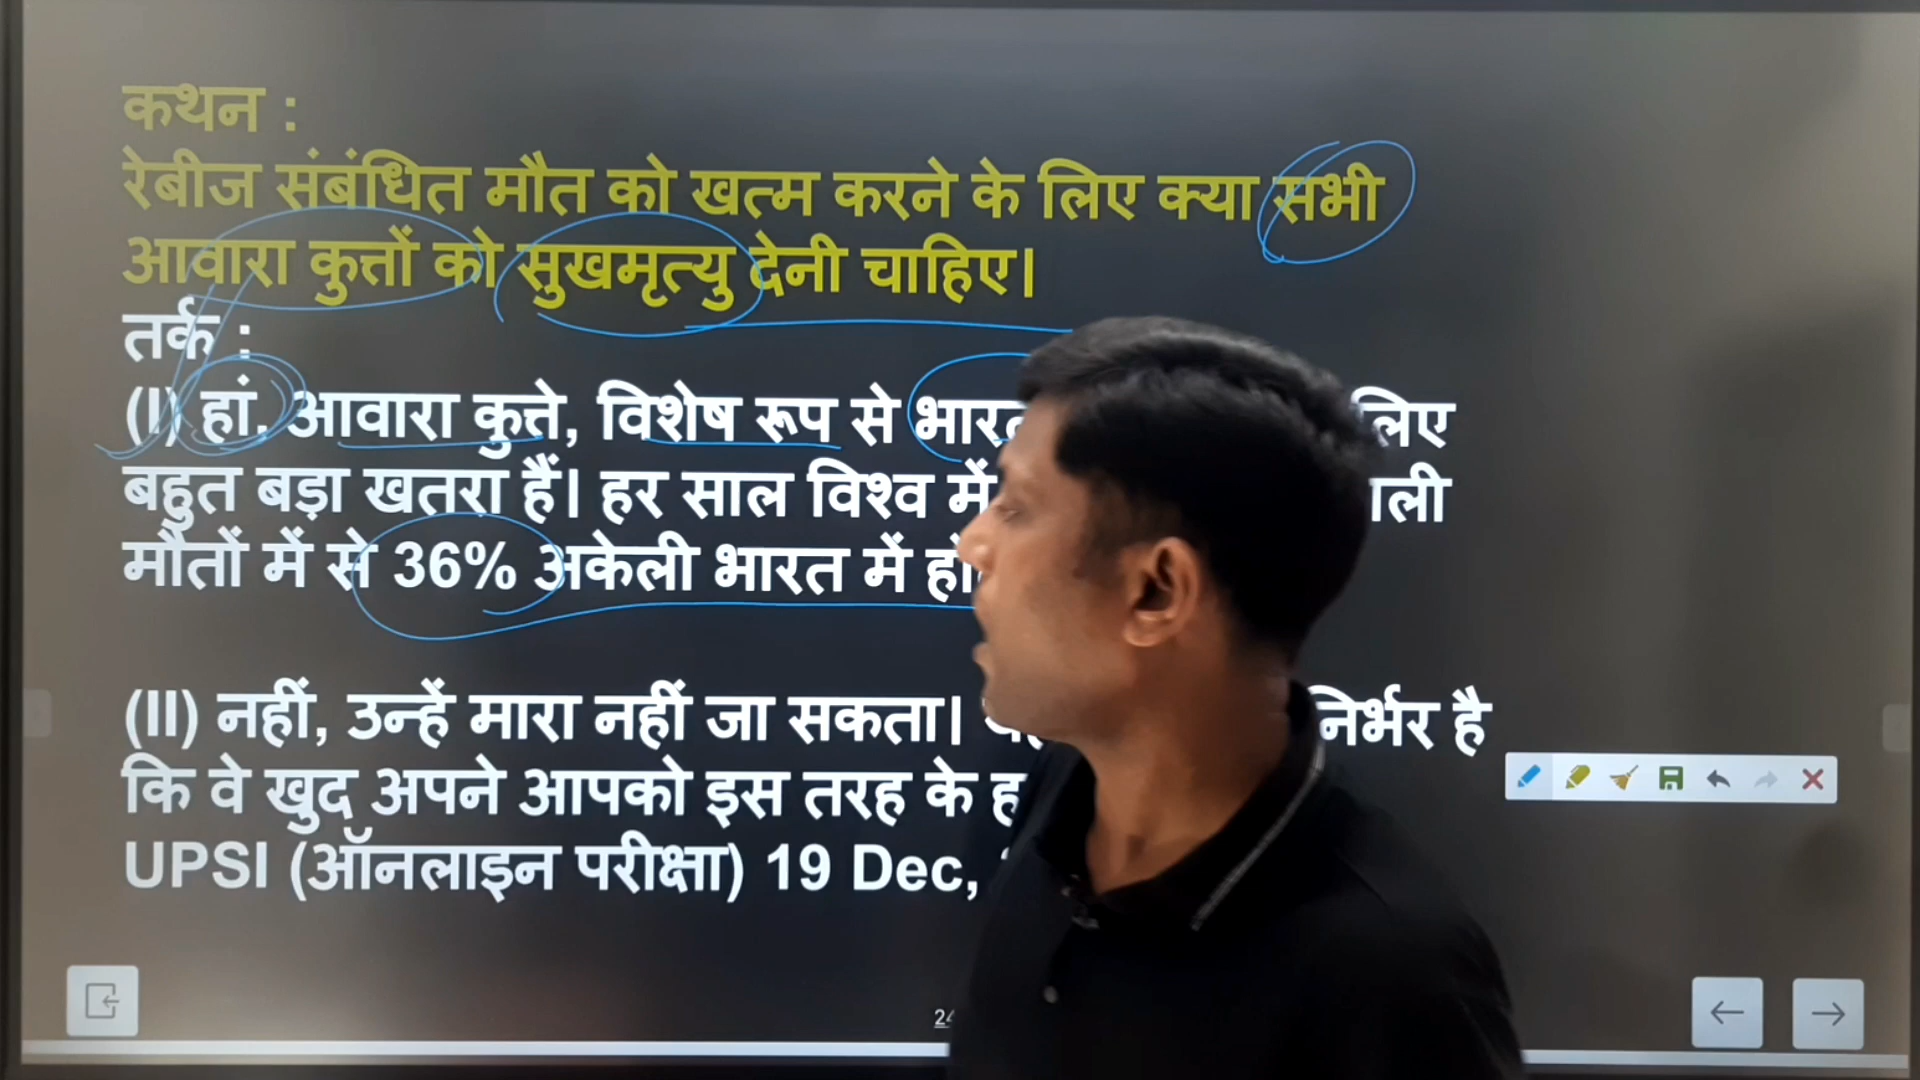 कथन :
रेबीज संबंधित मौत को खत्म करने के लिए क्या सभी
आवारा कुत्तों को सुखमृत्यु देनी चाहिए।
तर्क :
(I) हां, आवारा कुत्ते, विशेष रूप से लिए
बहुत बड़ा खतरा हैं। हर साल विश्व में
मौतों में से 36% अकेली भारत में
(II) नहीं, उन्हें मारा नहीं जा सकता। निर्भर है
कि वे खुद अपने आपको इस तरह के
UPSI (ऑनलाइन परीक्षा) 19 Dec,